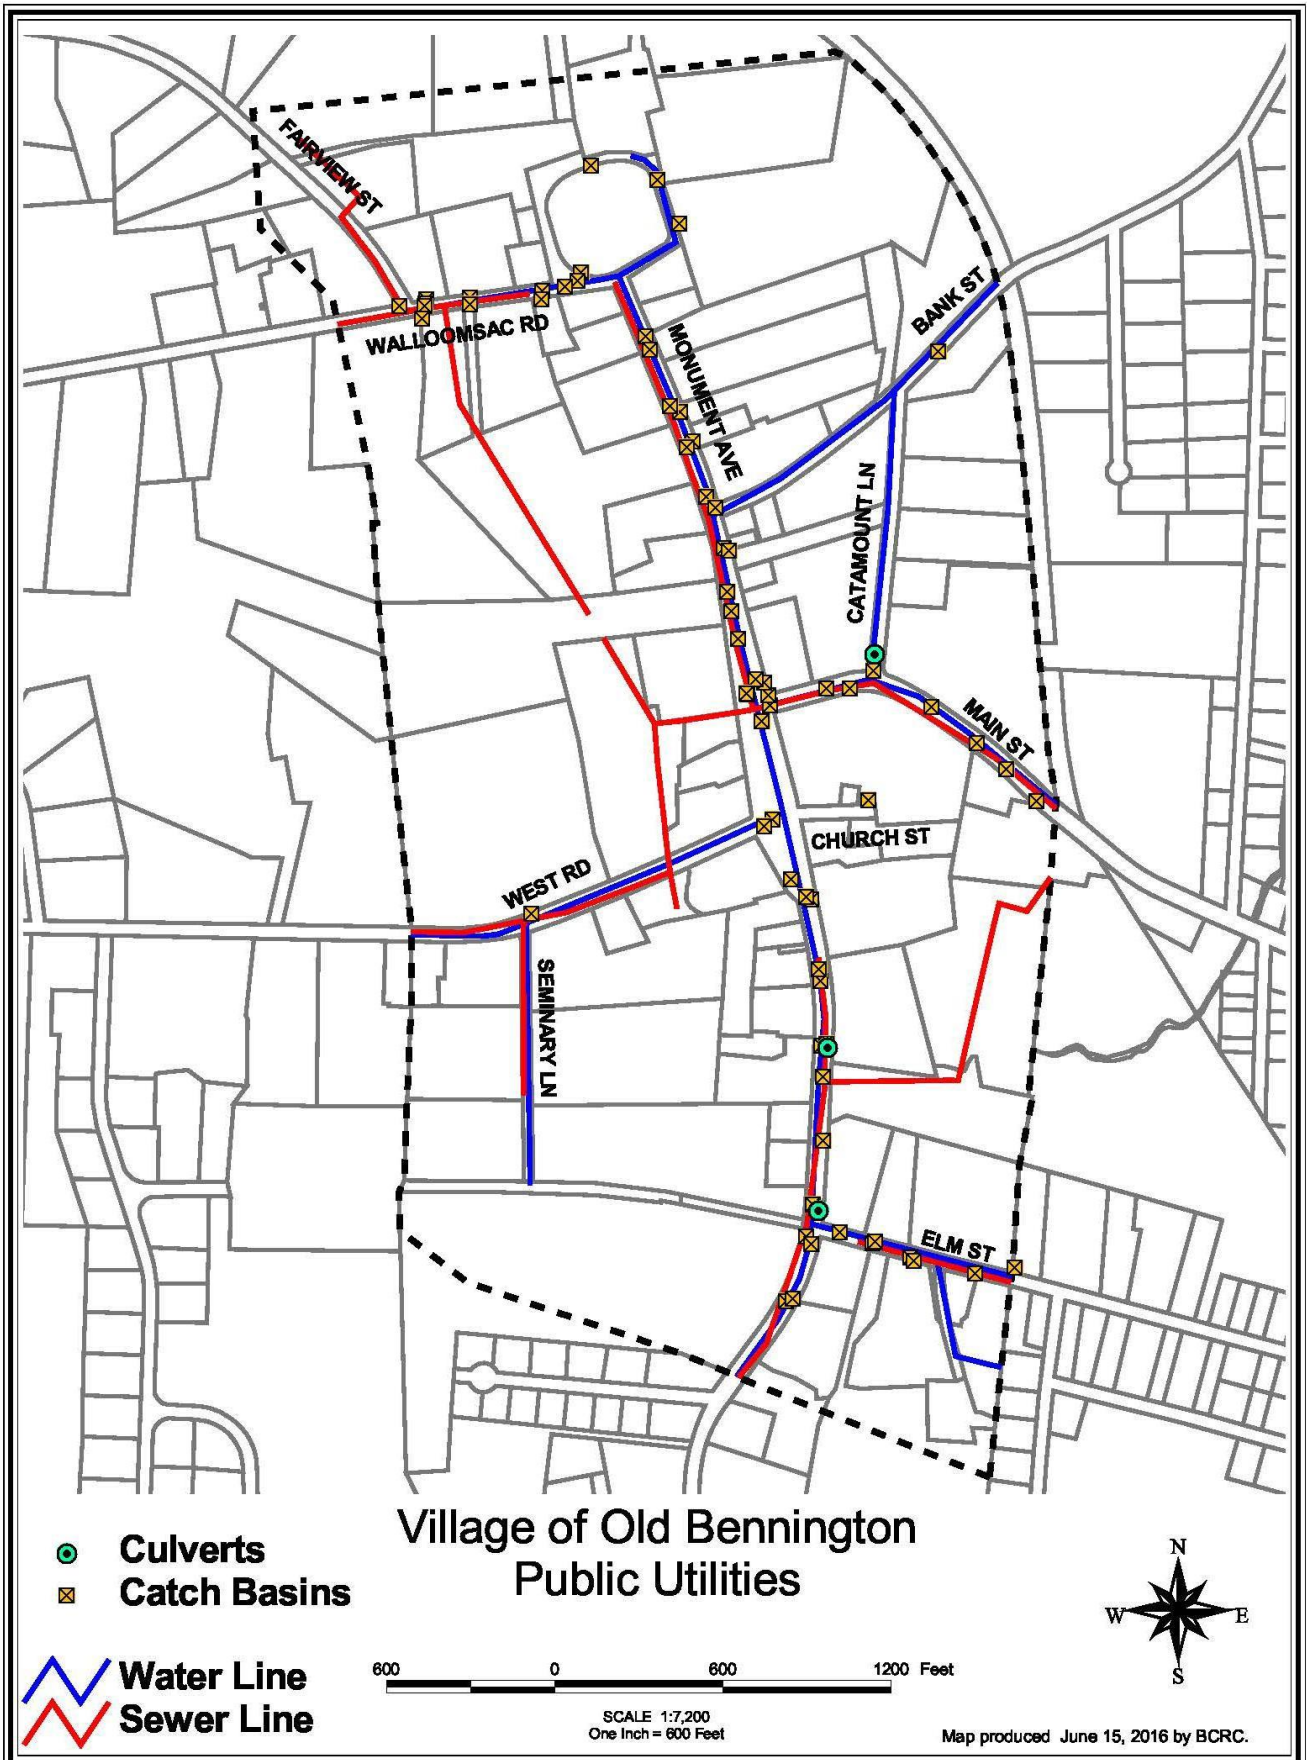 FAIRVIEW ST
WALLOOMSAC RD
MONUMENT AVE
BANK ST
CATAMOUNT LN
MAIN ST
CHURCH ST
WEST RD
SEMINARY LN
ELM ST
Village of Old Bennington
Public Utilities
Culverts
Catch Basins
Water Line
Sewer Line
600 0 600 1200 Feet
SCALE 1:7,200
One Inch = 600 Feet
N
W E
S
Map produced June 15, 2016 by BCRC.